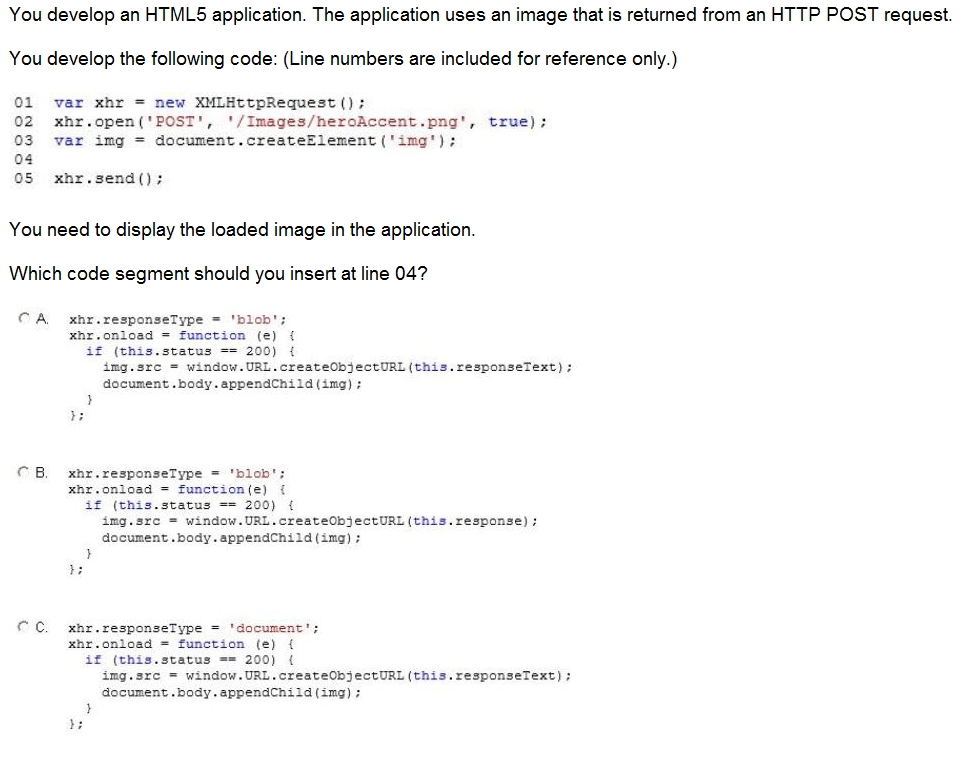 You develop an HTML5 application. The application uses an image that is returned from an HTTP POST request.
You develop the following code: (Line numbers are included for reference only.)
01 var xhr = new XMLHttpRequest();
02 xhr.open('POST', '/Images/heroAccent.png', true);
03 var img = document.createElement('img');
04
05 xhr.send();
You need to display the loaded image in the application.
Which code segment should you insert at line 04?
A. xhr.responseType = 'blob';
xhr.onload = function (e) {
if (this.status == 200) {
img.src = window.URL.createObjectURL(this.responseText);
document.body.appendChild(img);
}
};
B. xhr.responseType = 'blob';
xhr.onload = function(e) {
if (this.status == 200) {
img.src = window.URL.createObjectURL(this.response);
document.body.appendChild(img);
}
};
C. xhr.responseType = 'document';
xhr.onload = function (e) {
if (this.status == 200) {
img.src = window.URL.createObjectURL(this.responseText);
document.body.appendChild(img);
}
};